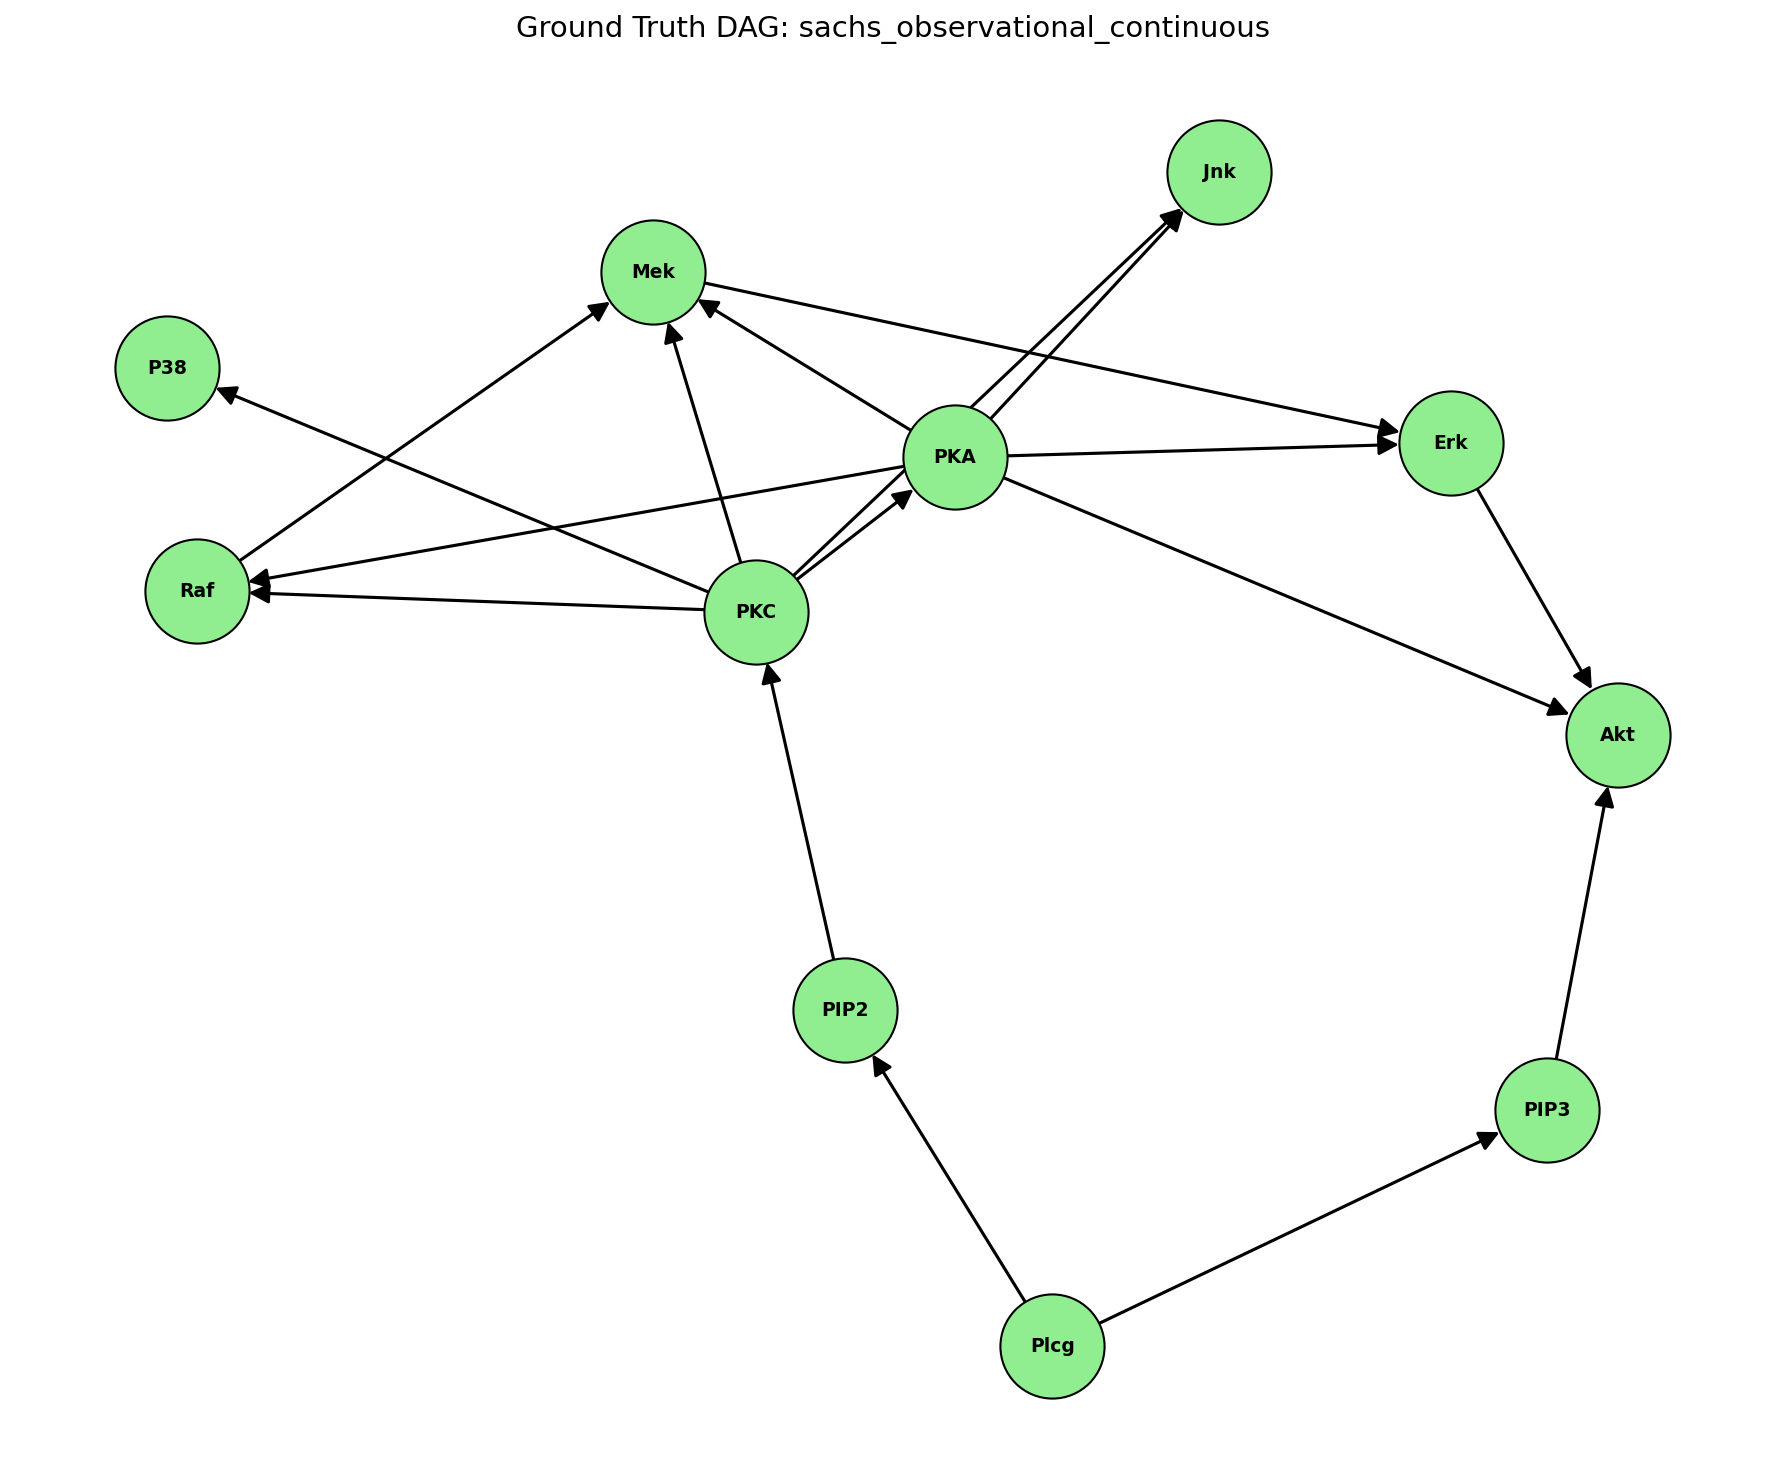 Ground Truth DAG: sachs_observational_continuous
Jnk
Mek
P38
Erk
PKA
Raf
PKC
Akt
PIP2
PIP3
Plcg